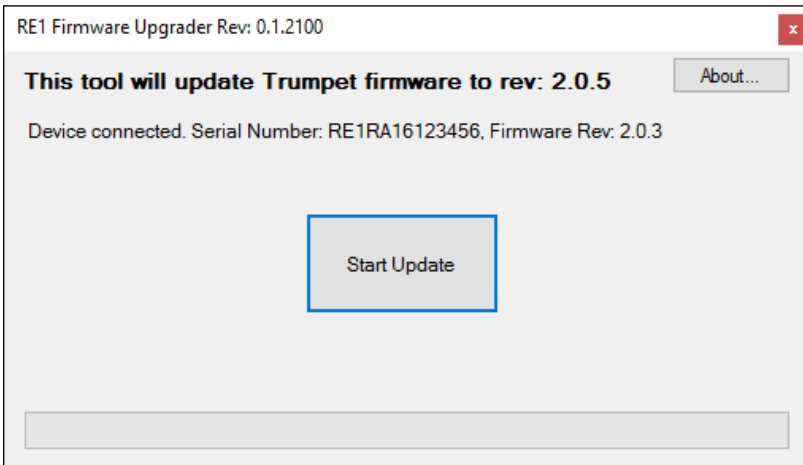 RE1 Firmware Upgrader Rev: 0.1.2100
x
This tool will update Trumpet firmware to rev: 2.0.5
About...
Device connected. Serial Number: RE1RA16123456, Firmware Rev: 2.0.3
Start Update